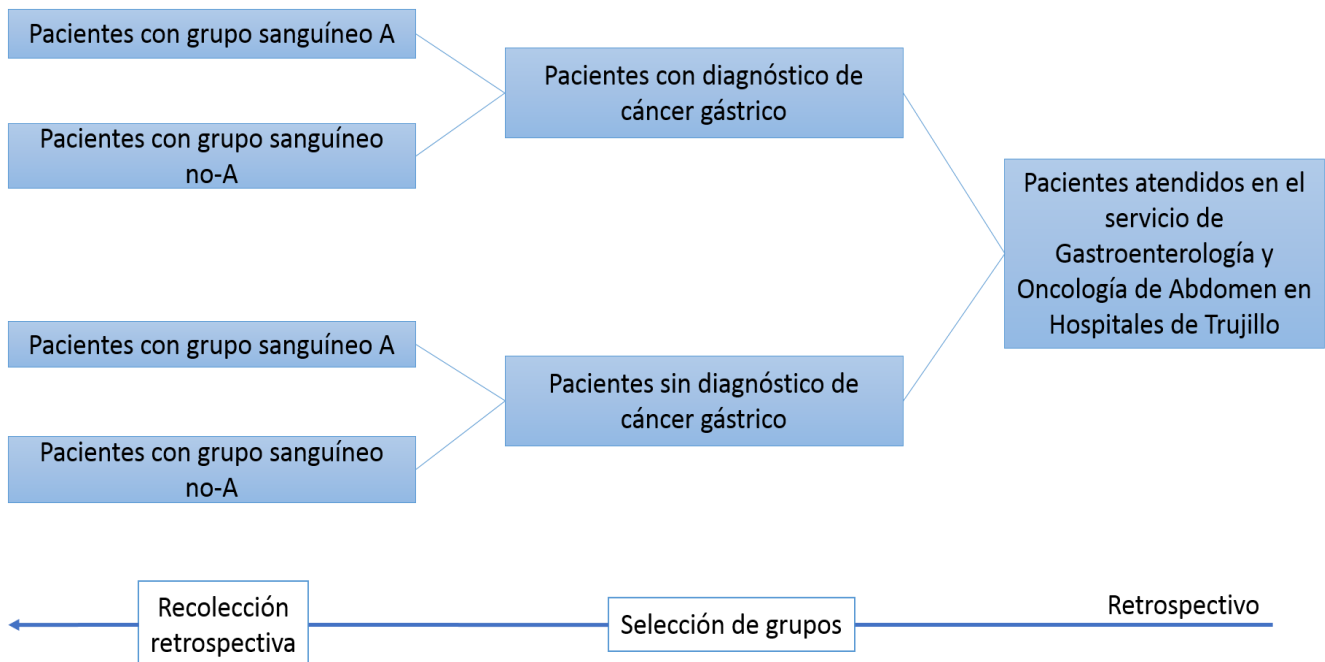 Pacientes con grupo sanguíneo A
Pacientes con grupo sanguíneo
no-A
Pacientes con diagnóstico de
cáncer gástrico
Pacientes atendidos en el
servicio de
Gastroenterología y
Oncología de Abdomen en
Hospitales de Trujillo
Pacientes con grupo sanguíneo A
Pacientes con grupo sanguíneo
no-A
Pacientes sin diagnóstico de
cáncer gástrico
Recolección
retrospectiva
Selección de grupos
Retrospectivo